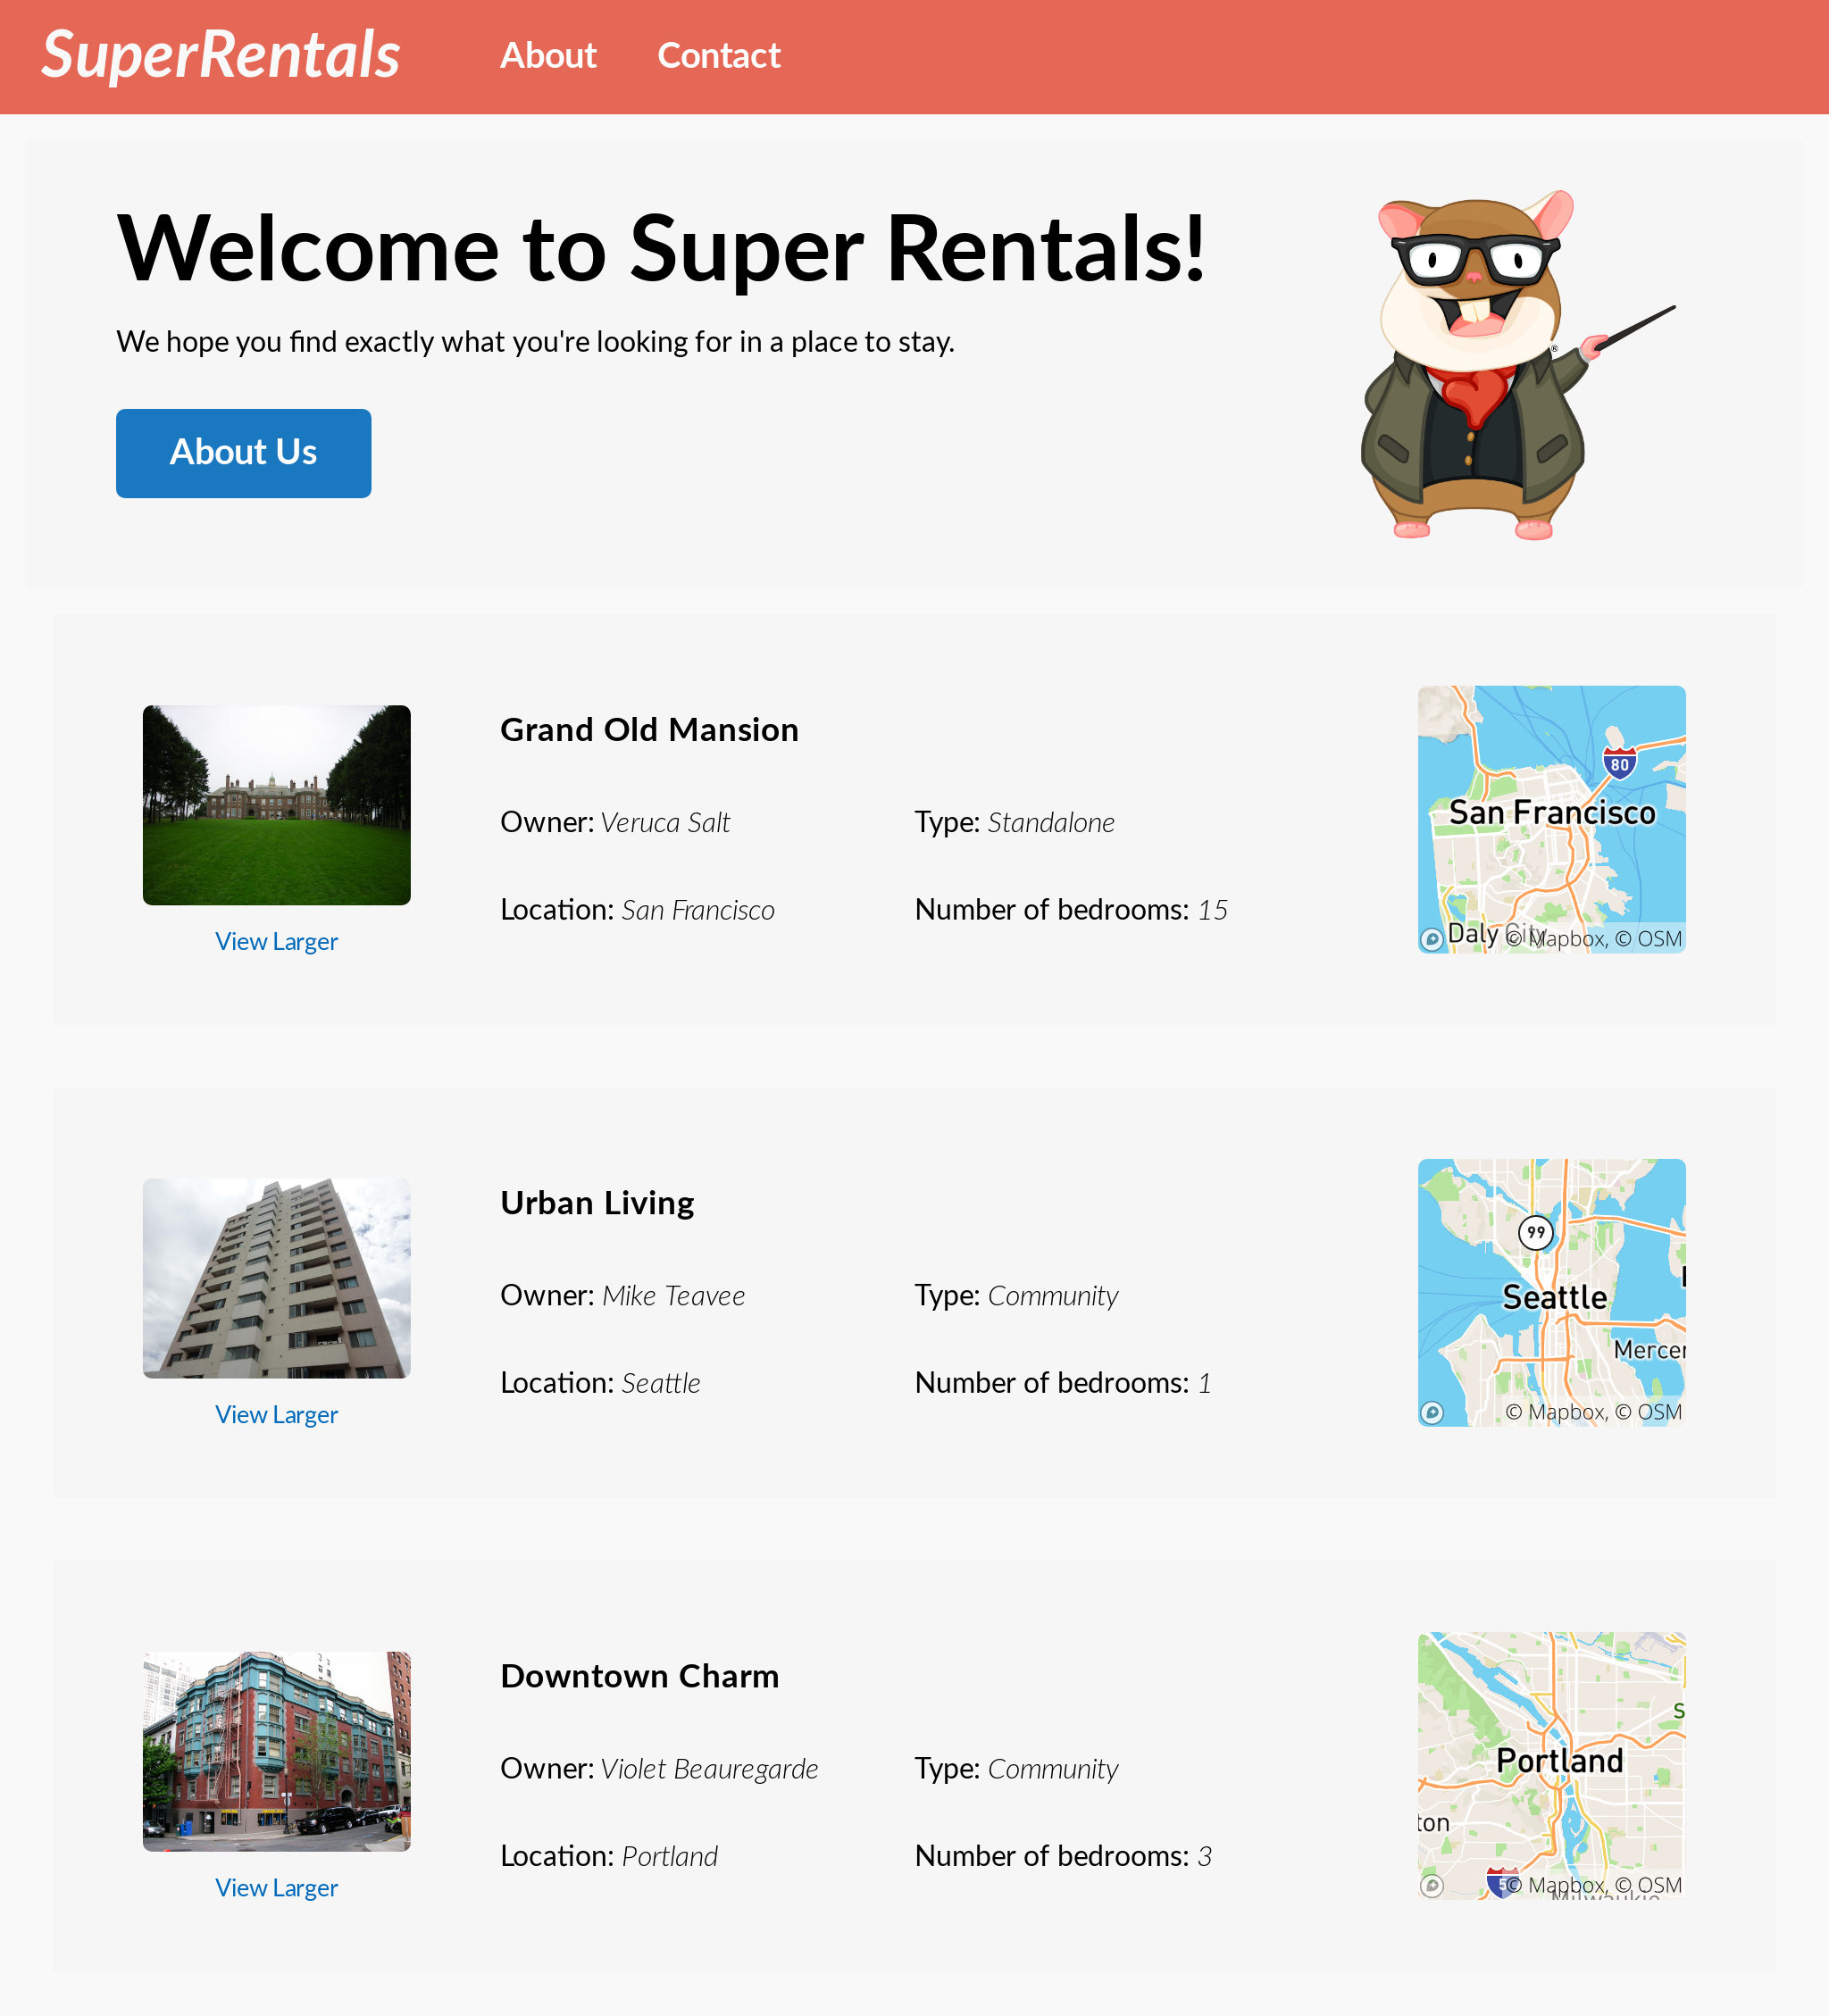 SuperRentals About Contact
Welcome to Super Rentals!
We hope you find exactly what you're looking for in a place to stay.
®
About Us
Grand Old Mansion
Owner: Veruca Salt Type: Standalone
Location: San Francisco Number of bedrooms: 15
View Larger
80
San Francisco
Daly City
© Mapbox, © OSM
Urban Living
Owner: Mike Teavee Type: Community
Location: Seattle Number of bedrooms: 1
View Larger
99
Seattle
Mercer
© Mapbox, © OSM
Downtown Charm
Owner: Violet Beauregarde Type: Community
Location: Portland Number of bedrooms: 3
View Larger
S
Portland
ton
5
© Mapbox, © OSM
Milwaukie